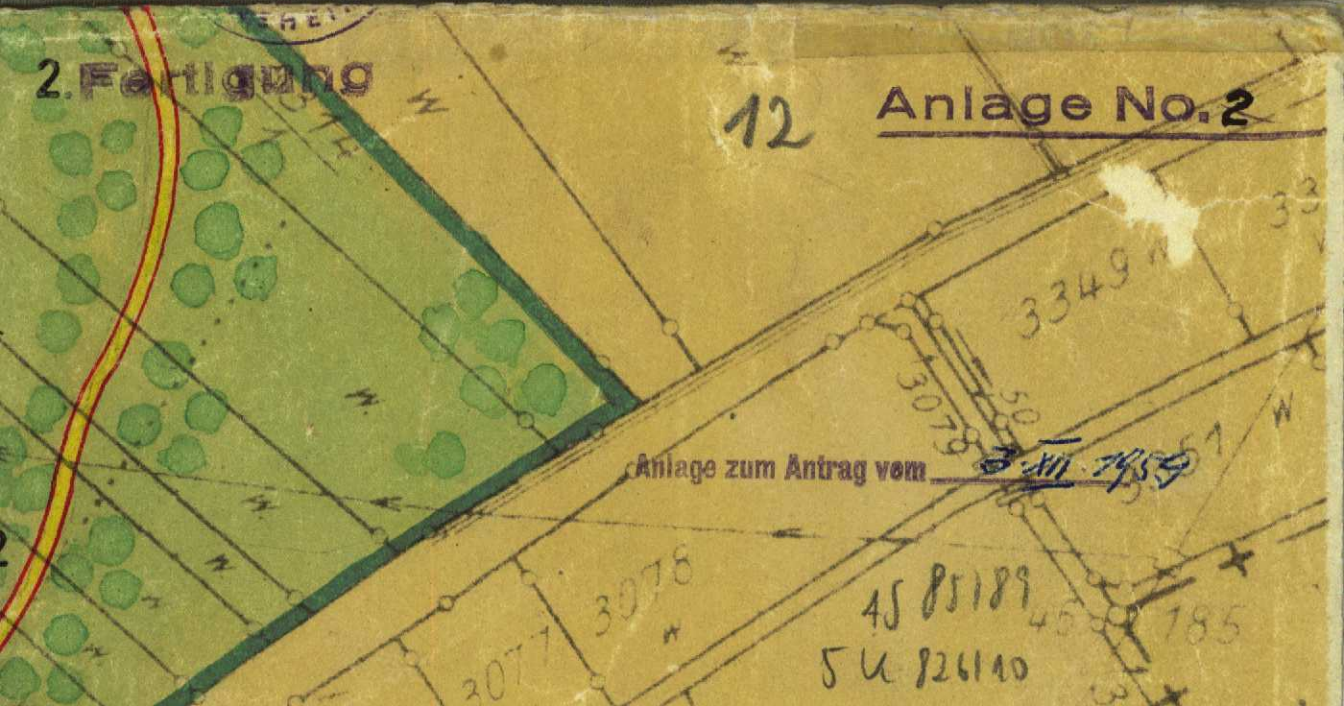 2. Fertigung
12
Anlage No. 2
W
W
3349 W
33
3079
50
W
W
Anlage zum Antrag vom 3. XII. 1959
W
W
3078
W
3077
45
185
5 U 826110